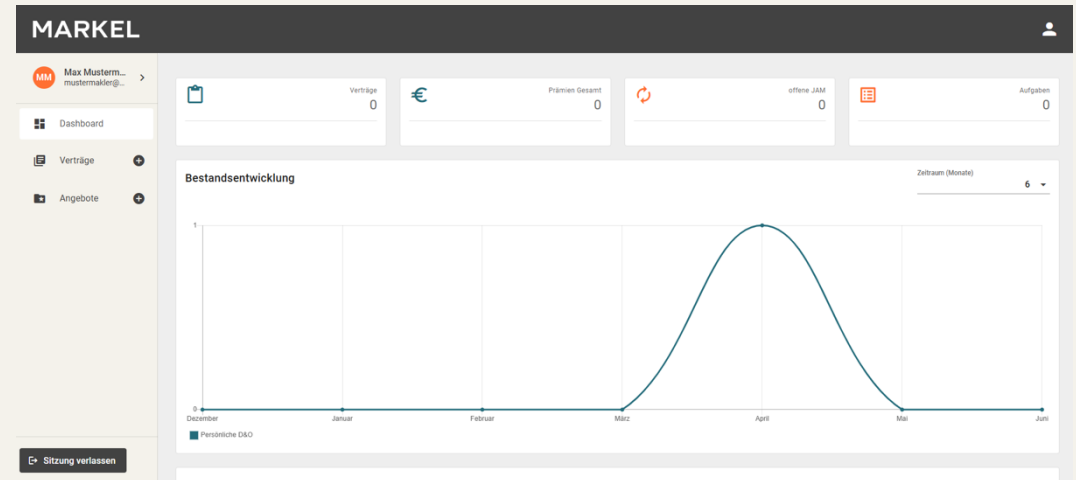 MARKEL
MM
Max Musterm...
mustermakler@...
Dashboard
Verträge
Angebote
Sitzung verlassen
Verträge
0
€
Prämien Gesamt
0
offene JAM
0
Aufgaben
0
Bestandsentwicklung
Zeitraum (Monate)
6
1
0
Dezember
Januar
Februar
März
April
Mai
Juni
Persönliche D&O